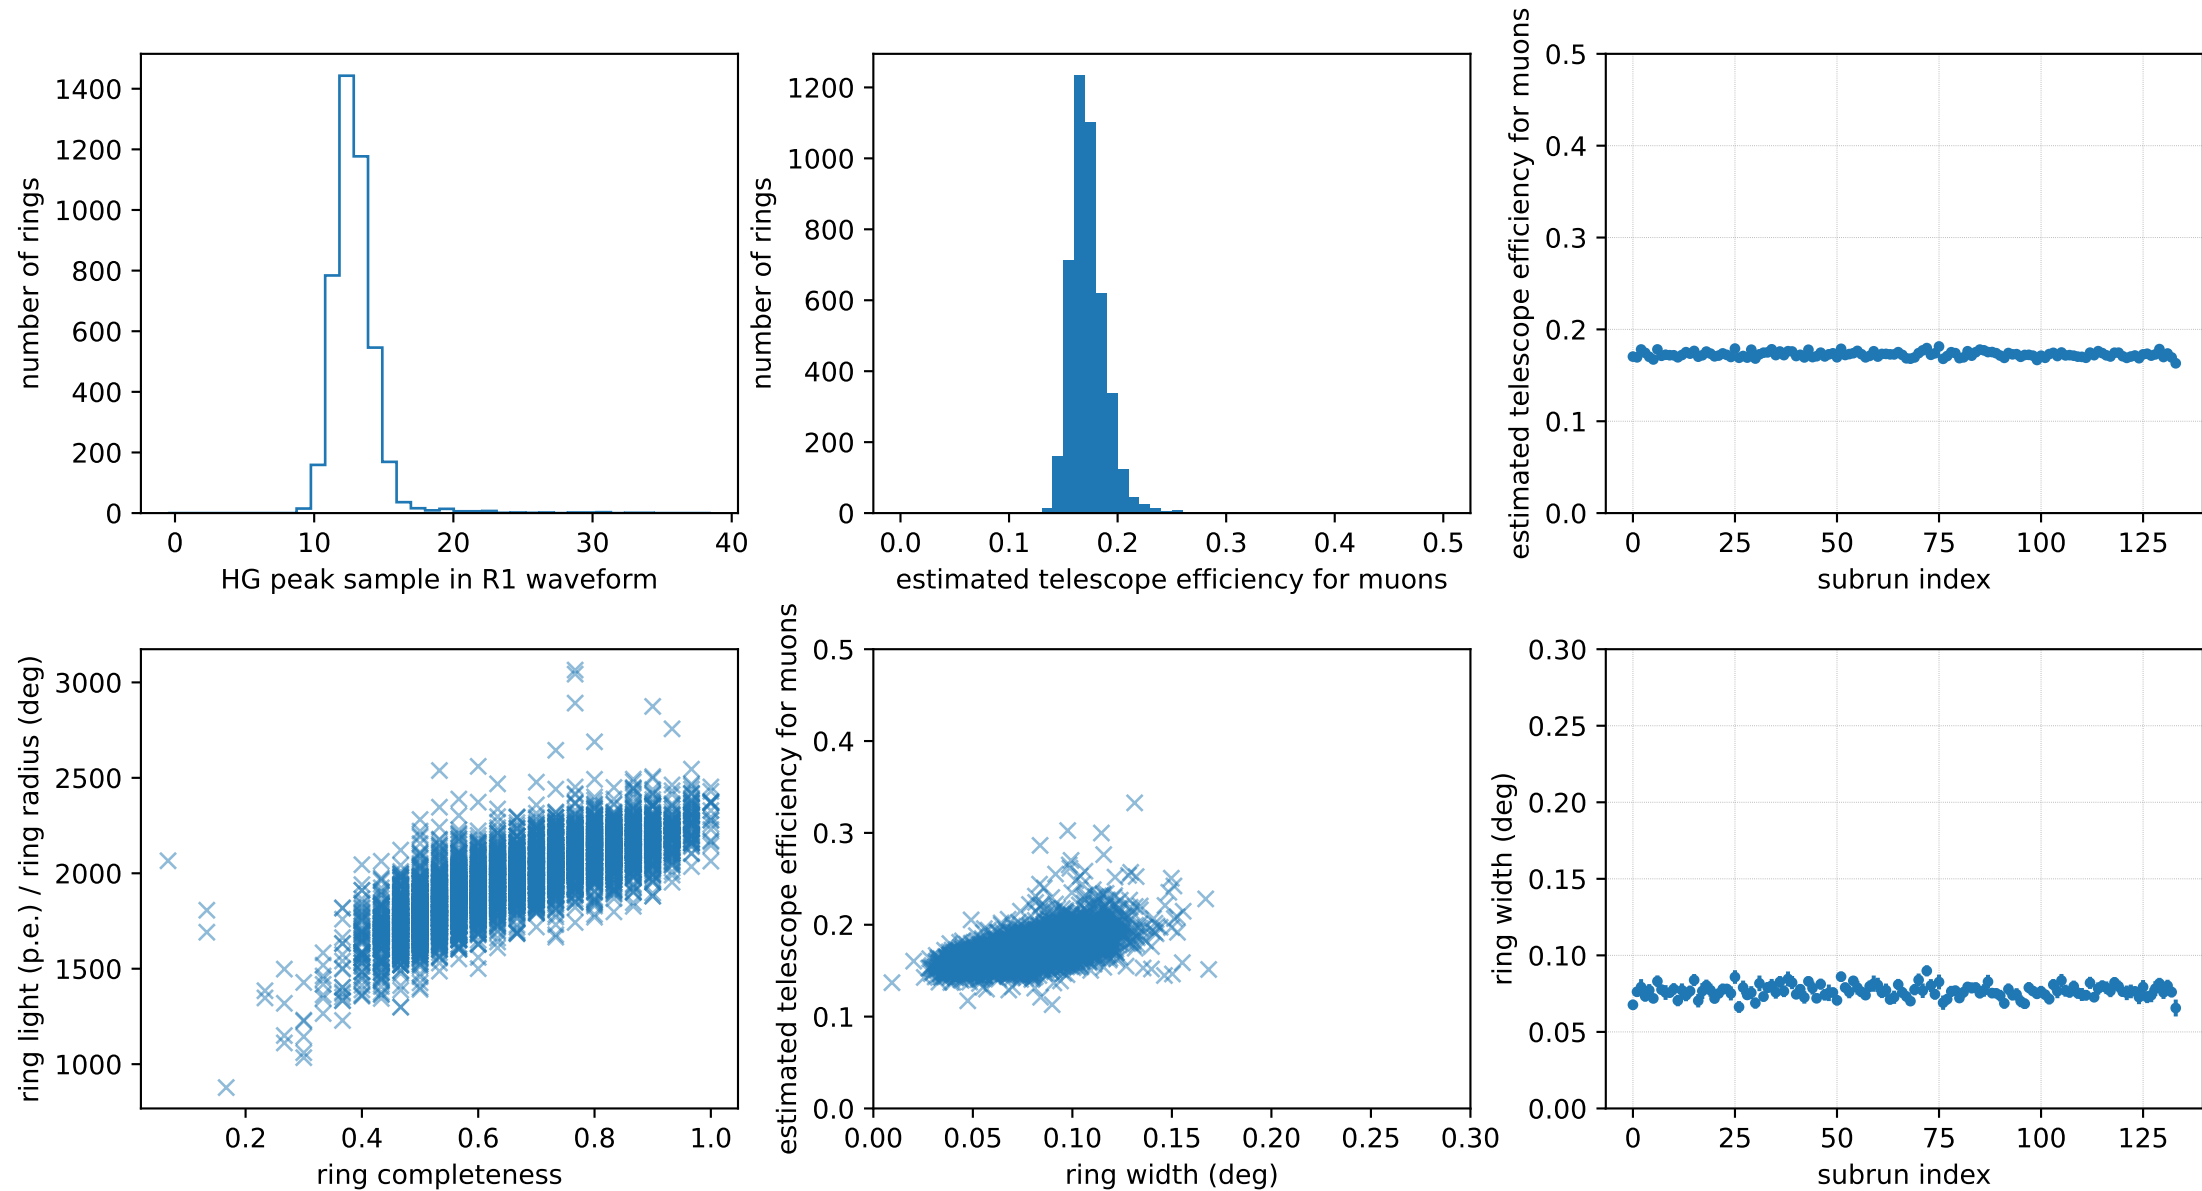 number of rings
1400
1200
1000
800
600
400
200
0
0 10 20 30 40
HG peak sample in R1 waveform
number of rings
1200
1000
800
600
400
200
0
0.0 0.1 0.2 0.3 0.4 0.5
estimated telescope efficiency for muons
estimated telescope efficiency for muons
0.5
0.4
0.3
0.2
0.1
0.0
0 25 50 75 100 125
subrun index
ring light (p.e.) / ring radius (deg)
3000
2500
2000
1500
1000
0.2 0.4 0.6 0.8 1.0
ring completeness
estimated telescope efficiency for muons
0.5
0.4
0.3
0.2
0.1
0.0
0.00 0.05 0.10 0.15 0.20 0.25 0.30
ring width (deg)
ring width (deg)
0.30
0.25
0.20
0.15
0.10
0.05
0.00
0 25 50 75 100 125
subrun index